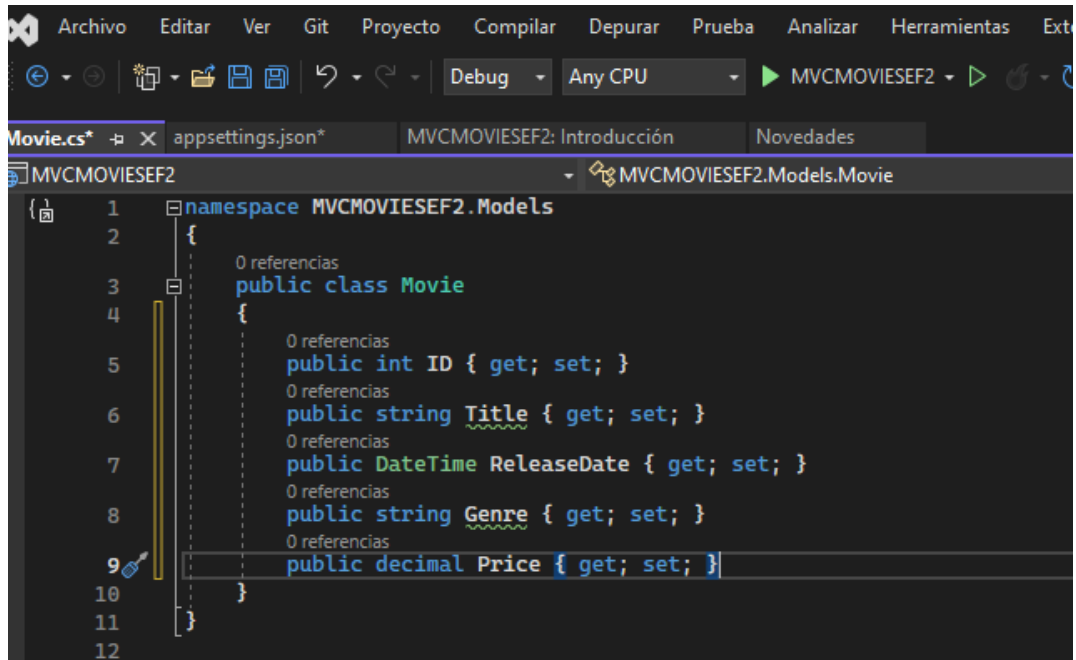 Archivo Editar Ver Git Proyecto Compilar Depurar Prueba Analizar Herramientas
Debug Any CPU MVCMOVIESEF2
Movie.cs* appsettings.json* MVCMOVIESEF2: Introducción Novedades
MVCMOVIESEF2 MVCMOVIESEF2.Models.Movie
1 namespace MVCMOVIESEF2.Models
2 {
0 referencias
3 public class Movie
4 {
0 referencias
5 public int ID { get; set; }
0 referencias
6 public string Title { get; set; }
0 referencias
7 public DateTime ReleaseDate { get; set; }
0 referencias
8 public string Genre { get; set; }
0 referencias
9 public decimal Price { get; set; }
10 }
11 }
12